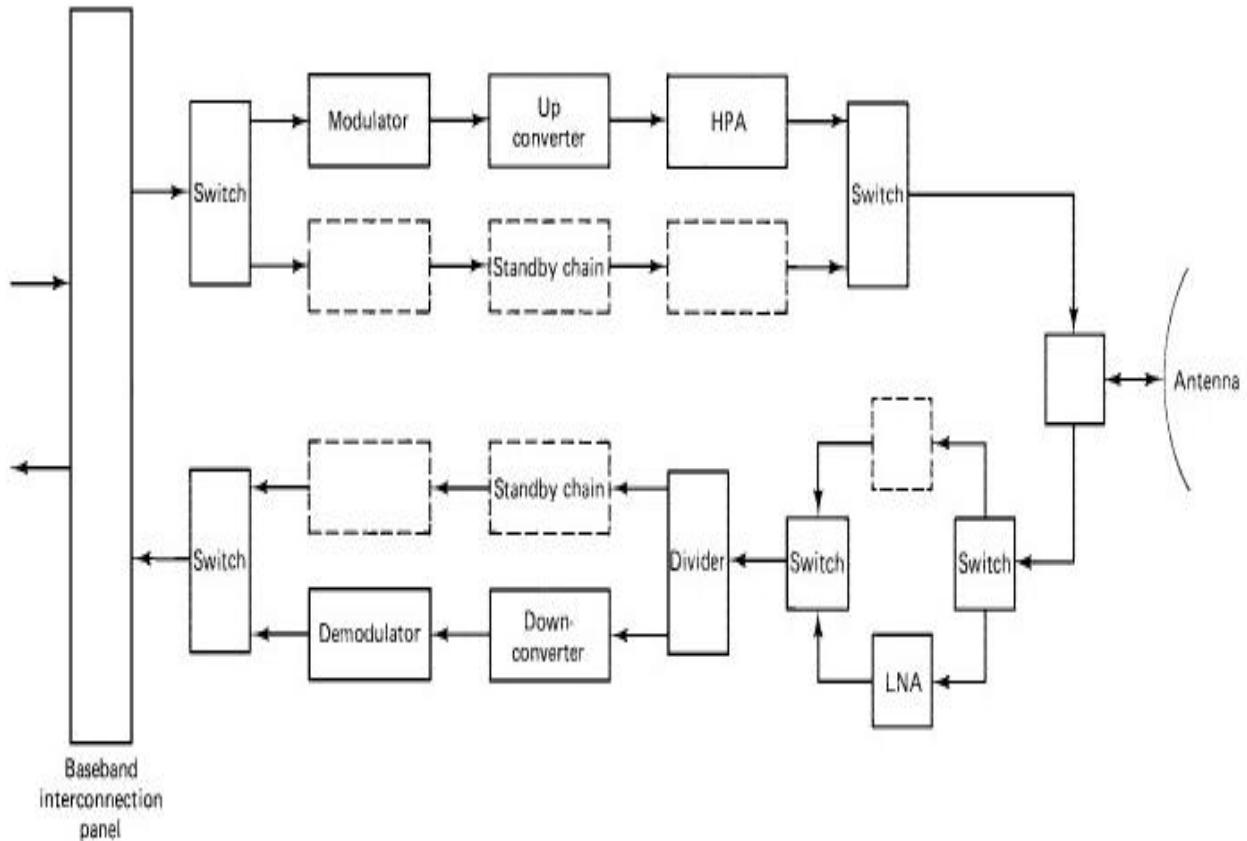 Modulator
Up
converter
HPA
Switch
Switch
Standby chain
Antenna
Standby chain
Switch
Divider
Switch
Switch
Demodulator
Down-
converter
LNA
Baseband
interconnection
panel